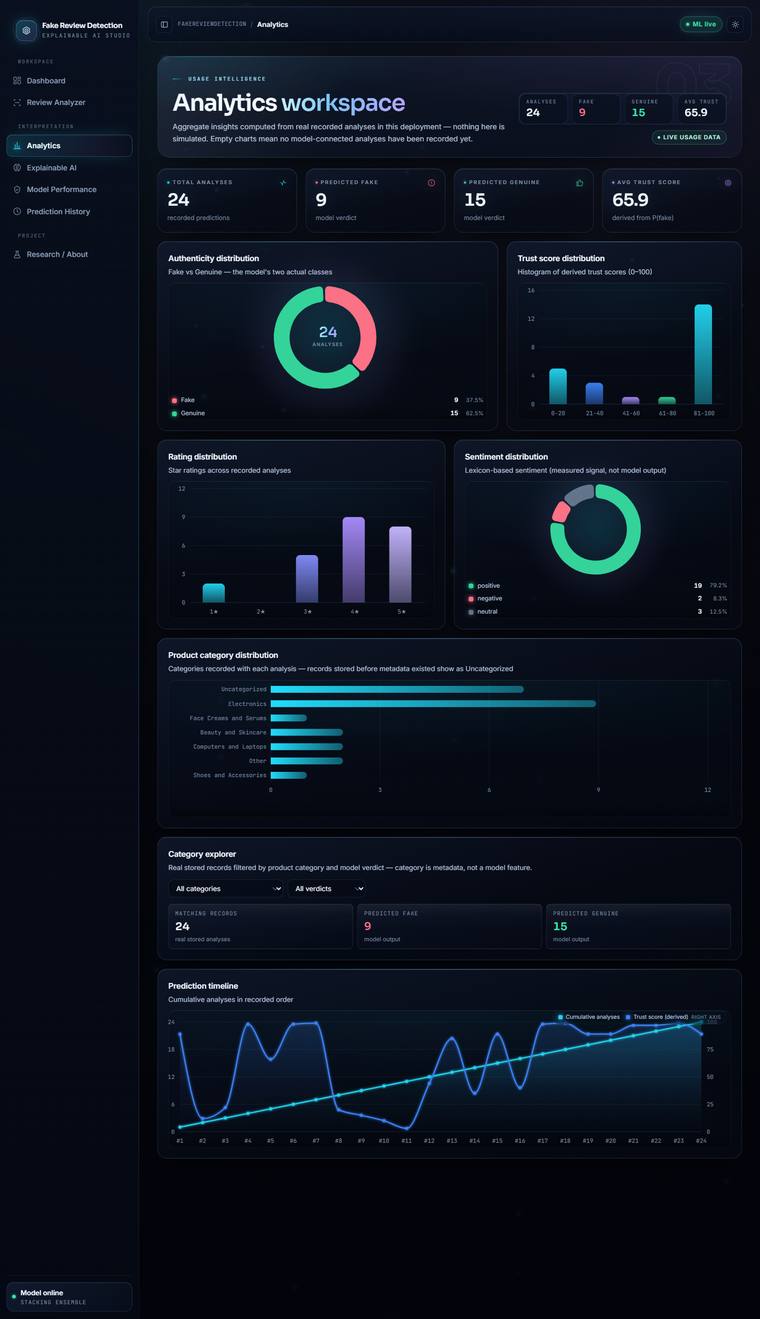 Fake Review Detection
EXPLAINABLE AI STUDIO
WORKSPACE
Dashboard
Review Analyzer
INTERPRETATION
Analytics
Explainable AI
Model Performance
Prediction History
PROJECT
Research / About
Model online
STACKING ENSEMBLE
FAKEREVIEWDETECTION / Analytics
ML live
03
USAGE INTELLIGENCE
Analytics workspace
Aggregate insights computed from real recorded analyses in this deployment — nothing here is
simulated. Empty charts mean no model-connected analyses have been recorded yet.
ANALYSES FAKE GENUINE AVG TRUST
24 9 15 65.9
LIVE USAGE DATA
TOTAL ANALYSES
24
recorded predictions
PREDICTED FAKE
9
model verdict
PREDICTED GENUINE
15
model verdict
AVG TRUST SCORE
65.9
derived from P(fake)
Authenticity distribution
Fake vs Genuine — the model's two actual classes
24
ANALYSES
Fake 9 37.5%
Genuine 15 62.5%
Trust score distribution
Histogram of derived trust scores (0–100)
16
12
8
4
0
0-20 21-40 41-60 61-80 81-100
Rating distribution
Star ratings across recorded analyses
12
9
6
3
0
1★ 2★ 3★ 4★ 5★
Sentiment distribution
Lexicon-based sentiment (measured signal, not model output)
positive 19 79.2%
negative 2 8.3%
neutral 3 12.5%
Product category distribution
Categories recorded with each analysis — records stored before metadata existed show as Uncategorized
Uncategorized
Electronics
Face Creams and Serums
Beauty and Skincare
Computers and Laptops
Other
Shoes and Accessories
0 3 6 9 12
Category explorer
Real stored records filtered by product category and model verdict — category is metadata, not a model feature.
All categories All verdicts
MATCHING RECORDS
24
real stored analyses
PREDICTED FAKE
9
model output
PREDICTED GENUINE
15
model output
Prediction timeline
Cumulative analyses in recorded order
Cumulative analyses Trust score (derived) RIGHT AXIS
24 100
18 75
12 50
6 25
0 0
#1 #2 #3 #4 #5 #6 #7 #8 #9 #10 #11 #12 #13 #14 #15 #16 #17 #18 #19 #20 #21 #22 #23 #24